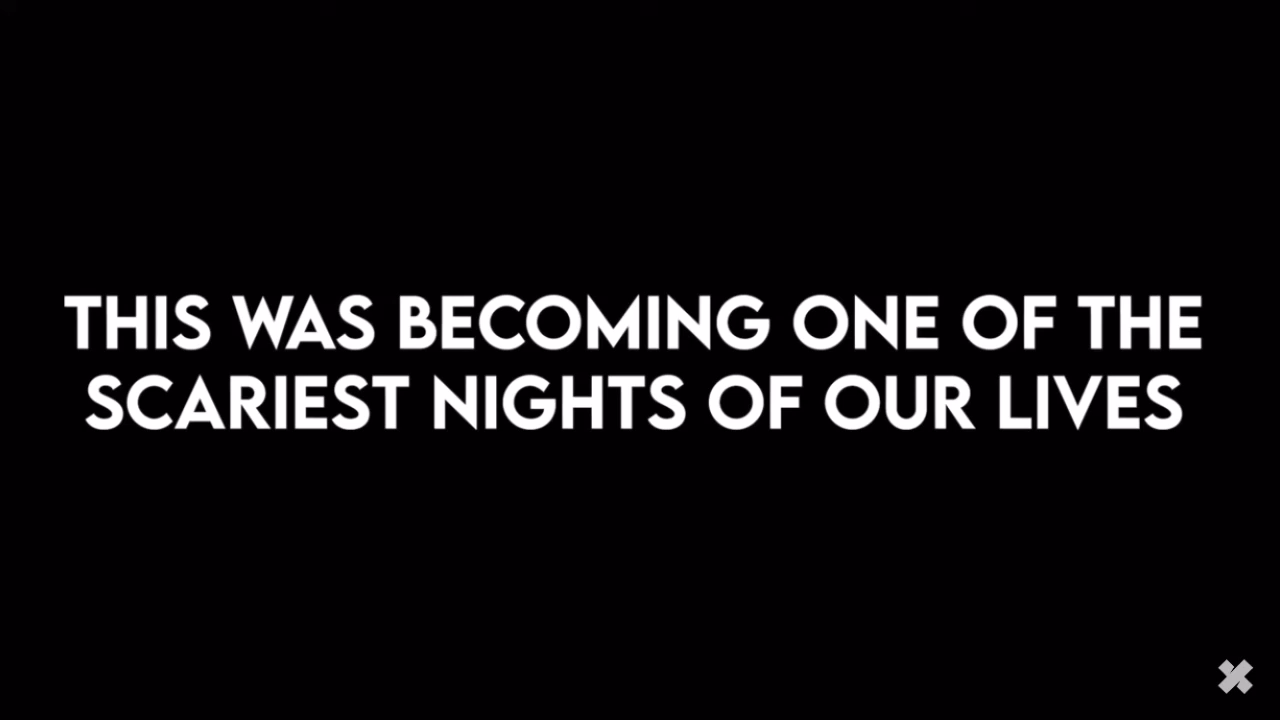 THIS WAS BECOMING ONE OF THE
SCARIEST NIGHTS OF OUR LIVES